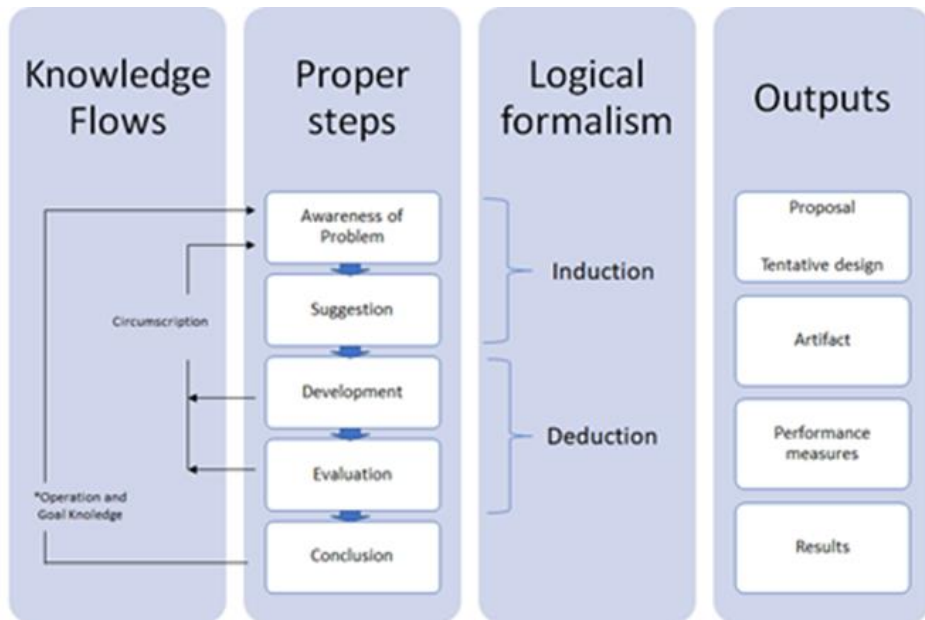 Knowledge
Flows
Circumscription
*Operation and
Goal Knoledge
Proper
steps
Awareness of
Problem
Suggestion
Development
Evaluation
Conclusion
Logical
formalism
Induction
Deduction
Outputs
Proposal
Tentative design
Artifact
Performance
measures
Results